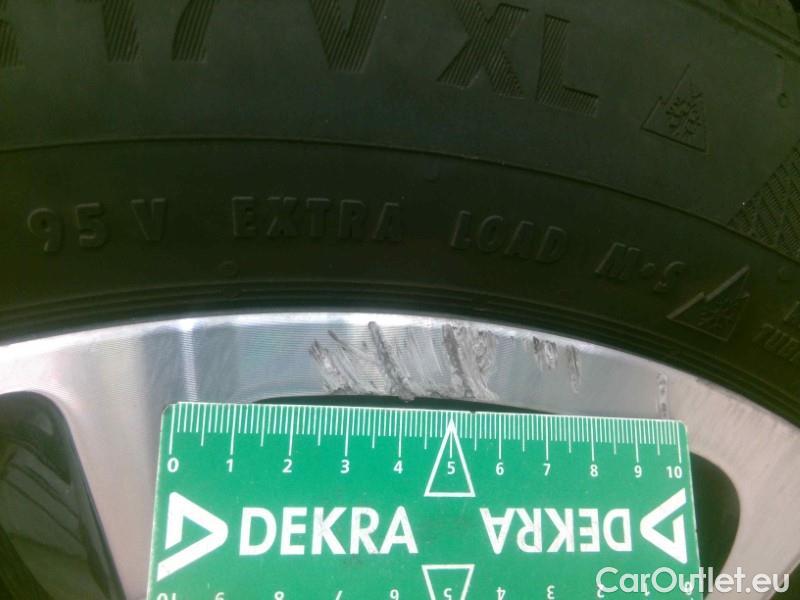 17 V XL
95 V EXTRA LOAD M·S
0 1 2 3 4 5 6 7 8 9 10
DEKRA DEKRA
CarOutlet.eu